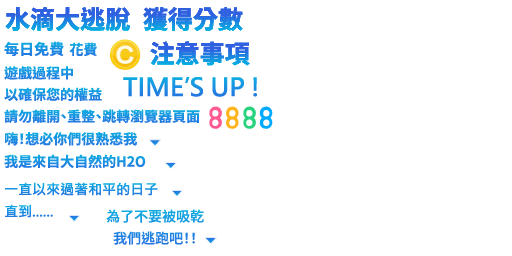 水滴大逃脫 獲得分數
每日免費 花費 C 注意事項
遊戲過程中
以確保您的權益 TIME'S UP !
請勿離開、重整、跳轉瀏覽器頁面 8888
嗨!想必你們很熟悉我
我是來自大自然的H2O
一直以來過著和平的日子
直到...... 為了不要被吸乾
我們逃跑吧!!